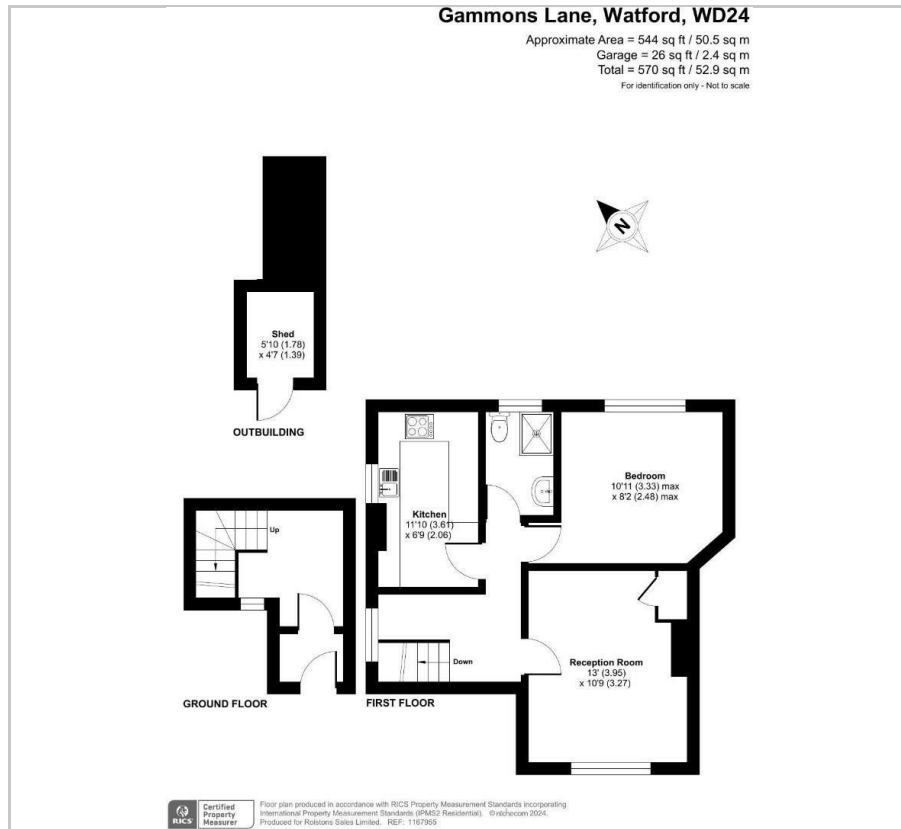 Gammons Lane, Watford, WD24
Approximate Area = 544 sq ft / 50.5 sq m
Garage = 26 sq ft / 2.4 sq m
Total = 570 sq ft / 52.9 sq m
For identification only - Not to scale
N
Shed
5'10 (1.78)
x 4'7 (1.39)
OUTBUILDING
Bedroom
10'11 (3.33) max
x 8'2 (2.48) max
Kitchen
11'10 (3.61)
x 6'9 (2.06)
Up
Down
Reception Room
13' (3.95)
x 10'9 (3.27)
GROUND FLOOR
FIRST FLOOR
RICS
Certified
Property
Measurer
Floor plan produced in accordance with RICS Property Measurement Standards incorporating
International Property Measurement Standards (IPMS2 Residential). © nichecom 2024.
Produced for Rolstons Sales Limited. REF: 1167955